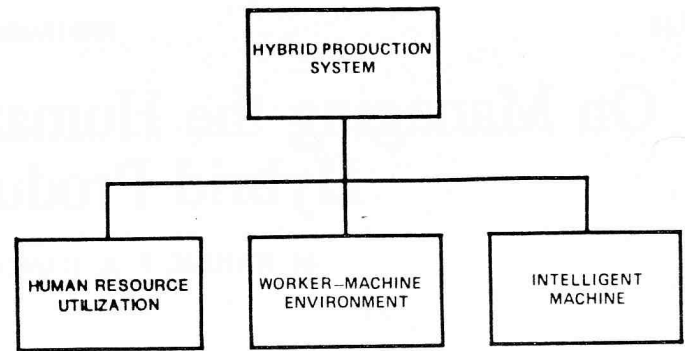 HYBRID PRODUCTION
SYSTEM
HUMAN RESOURCE
UTILIZATION
WORKER–MACHINE
ENVIRONMENT
INTELLIGENT
MACHINE